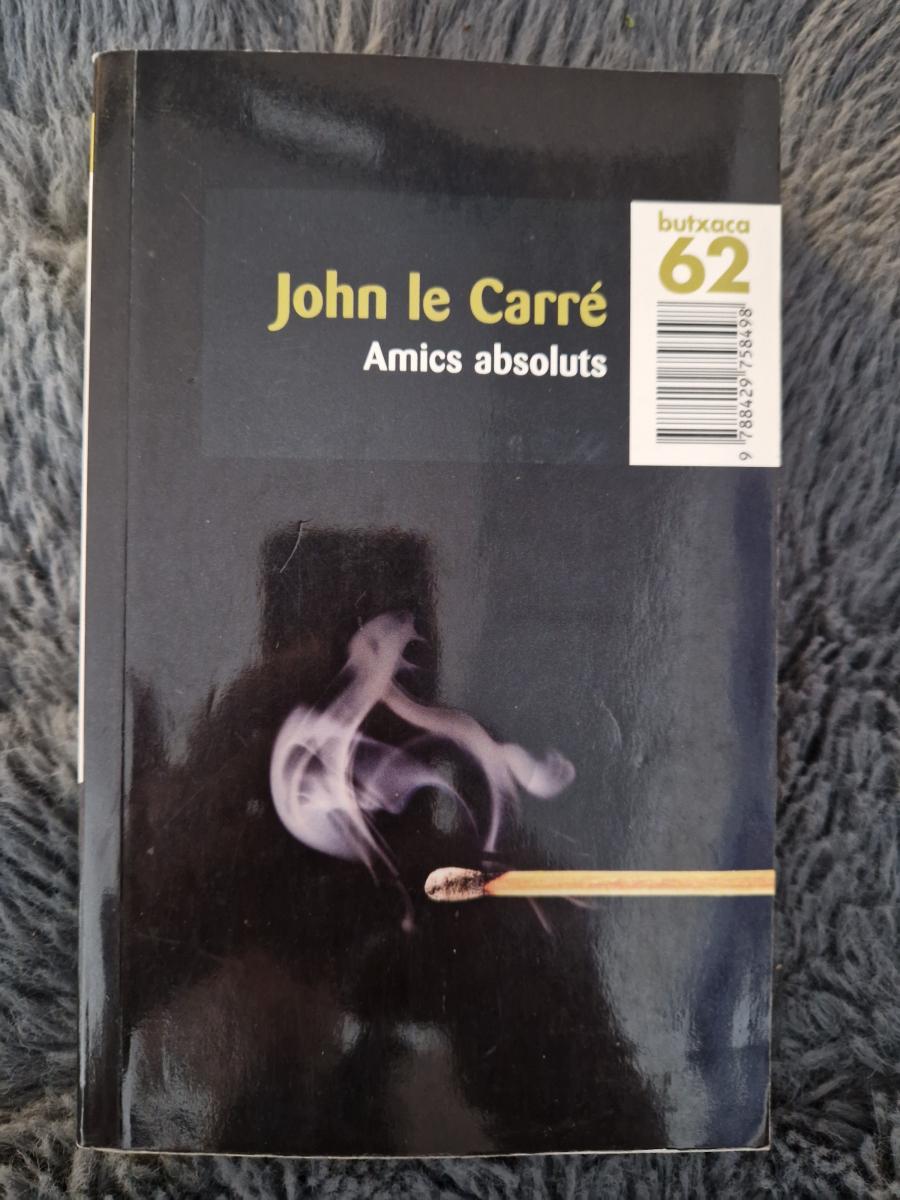 butxaca
62
John le Carré
Amics absoluts
9 788429 758498